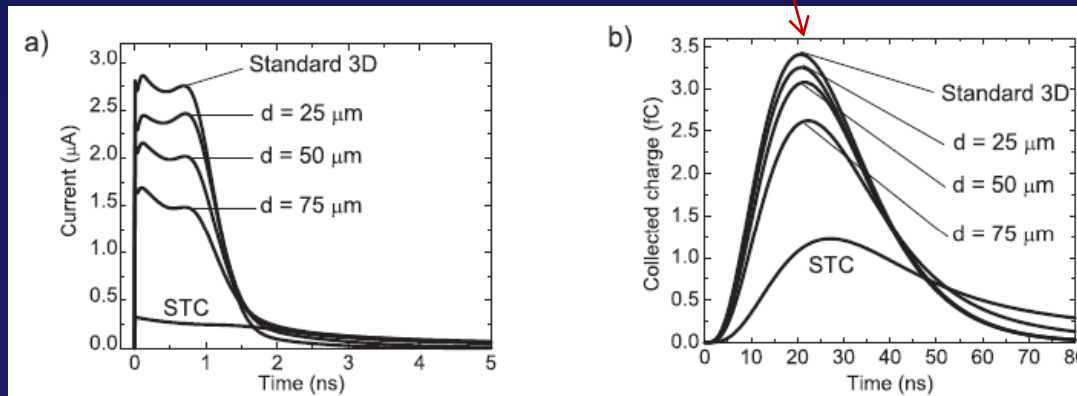 a)
Standard 3D
d = 25 μm
d = 50 μm
d = 75 μm
STC
Current (μA)
3.0
2.5
2.0
1.5
1.0
0.5
0.0
0 1 2 3 4 5
Time (ns)
b)
Standard 3D
d = 25 μm
d = 50 μm
d = 75 μm
STC
Collected charge (fC)
3.5
3.0
2.5
2.0
1.5
1.0
0.5
0.0
0 10 20 30 40 50 60 70 80
Time (ns)